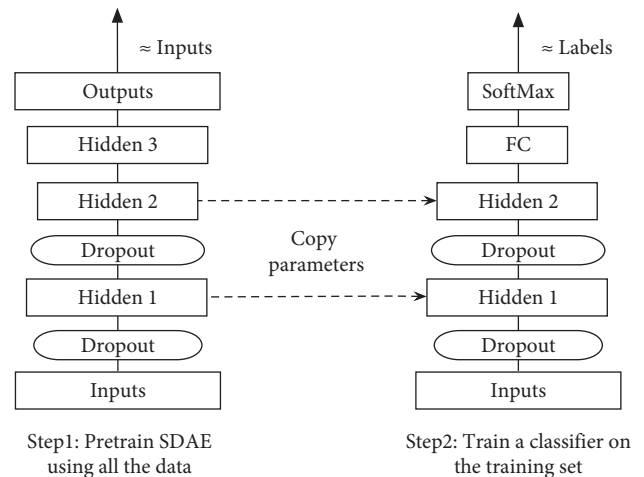 ≈ Inputs
Outputs
Hidden 3
Hidden 2
Dropout
Hidden 1
Dropout
Inputs
Step1: Pretrain SDAE
using all the data
Copy
parameters
≈ Labels
SoftMax
FC
Hidden 2
Dropout
Hidden 1
Dropout
Inputs
Step2: Train a classifier on
the training set